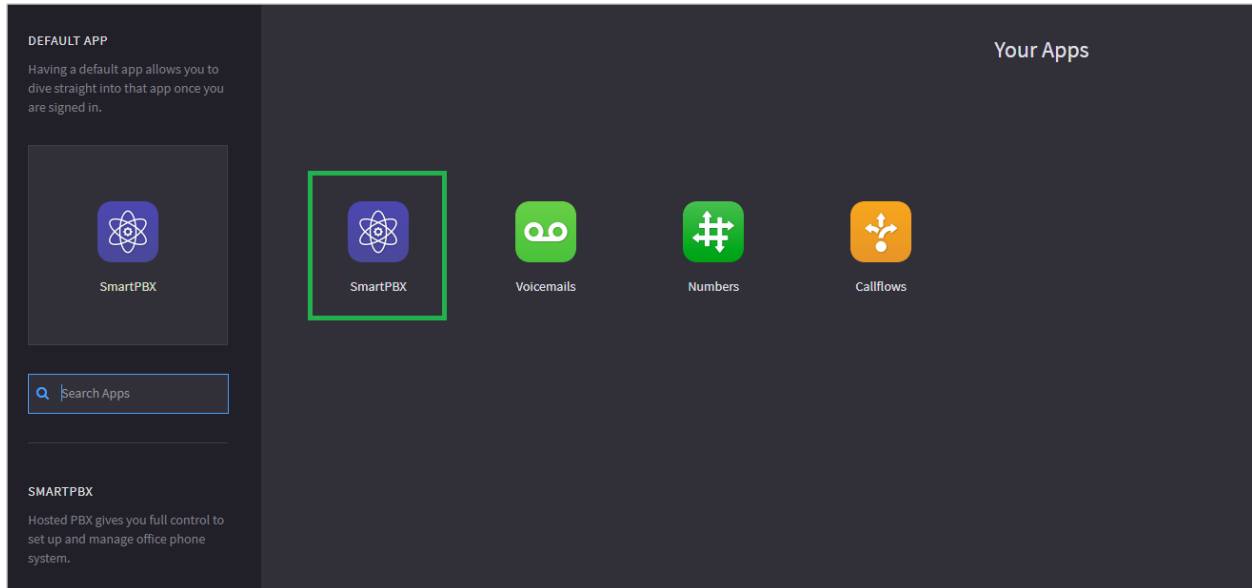 DEFAULT APP
Having a default app allows you to
dive straight into that app once you
are signed in.
SmartPBX
Search Apps
SMARTPBX
Hosted PBX gives you full control to
set up and manage office phone
system.
Your Apps
SmartPBX
Voicemails
Numbers
Callflows